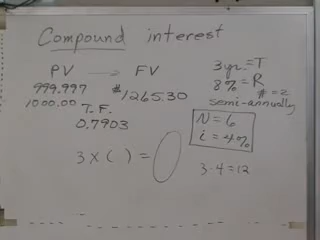 Compound interest
PV → FV
999.997
1000.00
$1265.30
T.F.
0.7903
3 yr. = T
8% = R
# = 2
semi-annually
N = 6
i = 4%
3 x ( ) =
3·4=12